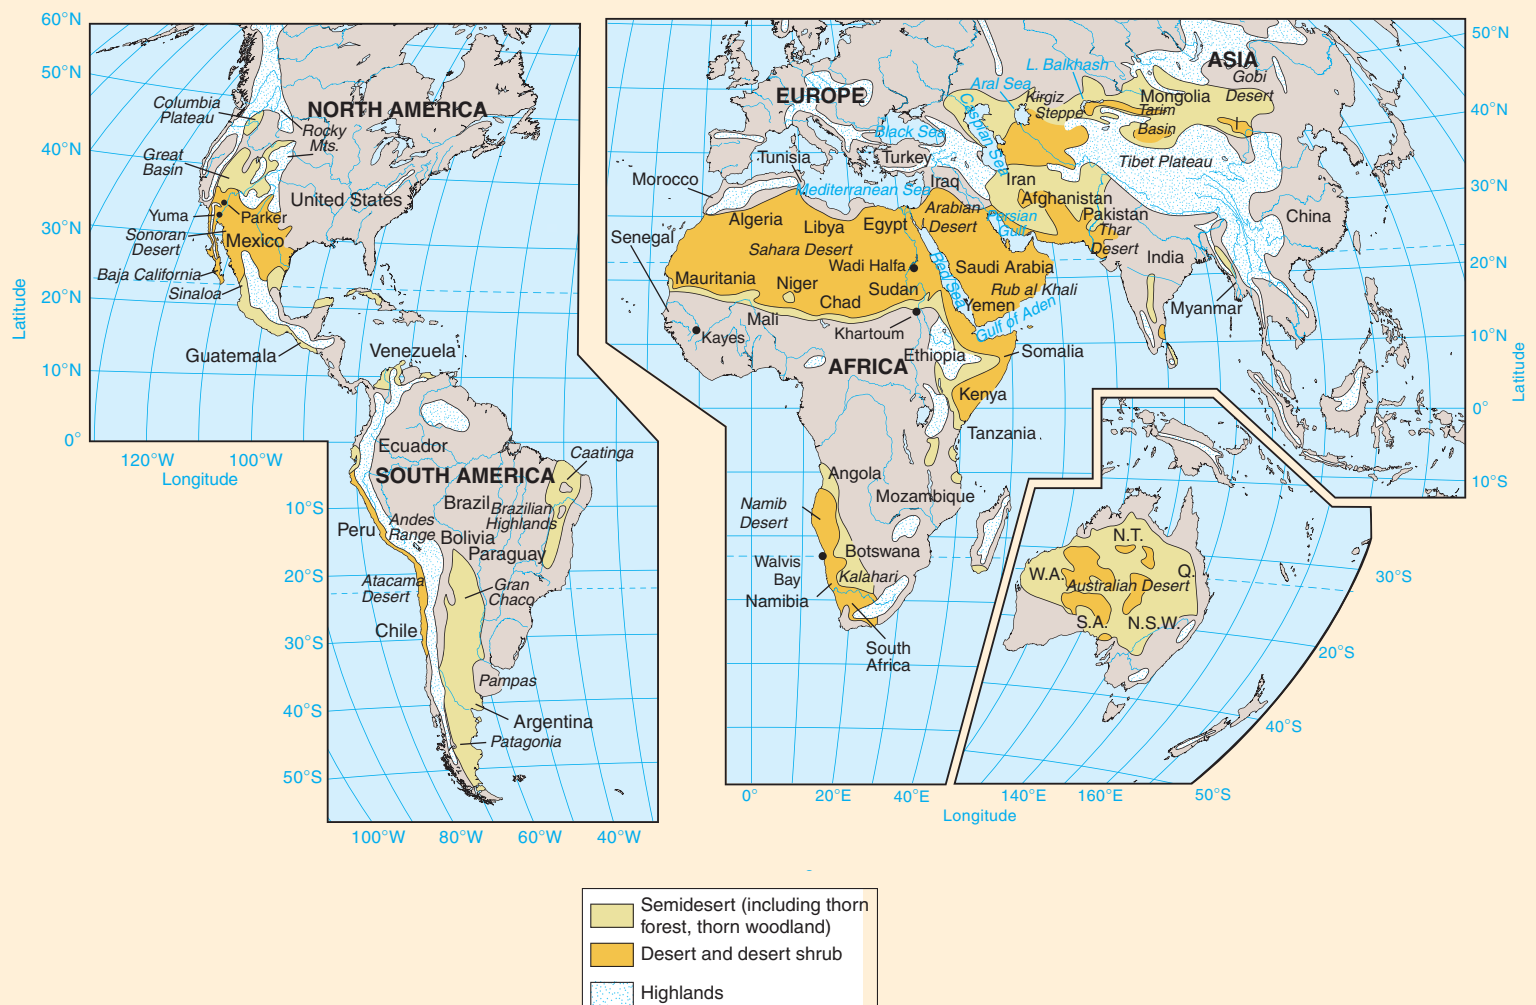 60°N
50°N
40°N
30°N
20°N
10°N
0°
Latitude
NORTH AMERICA
Columbia
Plateau
Rocky
Mts.
Great
Basin
United States
Yuma
Parker
Sonoran
Desert
Mexico
Baja California
Sinaloa
Guatemala
Venezuela
120°W
100°W
Longitude
Ecuador
SOUTH AMERICA
Caatinga
Brazil
Brazilian
Highlands
Peru
Andes
Range
Bolivia
Paraguay
Atacama
Desert
Gran
Chaco
Chile
Pampas
Argentina
Patagonia
10°S
20°S
30°S
40°S
50°S
100°W
80°W
60°W
40°W
EUROPE
ASIA
L. Balkhash
Aral Sea
Gobi
Desert
Kirgiz
Steppe
Mongolia
Tarim
Basin
Caspian Sea
Black Sea
Tibet Plateau
Tunisia
Turkey
Morocco
Mediterranean Sea
Iraq
Iran
Afghanistan
Algeria
Libya
Egypt
Arabian
Desert
Persian
Gulf
Pakistan
Thar
Desert
China
Senegal
Sahara Desert
India
Wadi Halfa
Red Sea
Saudi Arabia
Mauritania
Niger
Sudan
Rub al Khali
Chad
Yemen
Myanmar
Mali
Gulf of Aden
Kayes
Khartoum
Ethiopia
Somalia
AFRICA
Kenya
Tanzania
Angola
Mozambique
Namib
Desert
Walvis
Bay
Botswana
Kalahari
Namibia
South
Africa
50°N
40°N
30°N
20°N
10°N
0°
10°S
Latitude
N.T.
W.A.
Q.
Australian Desert
S.A.
N.S.W.
30°S
20°S
40°S
50°S
0°
20°E
40°E
140°E
160°E
Longitude
Semidesert (including thorn
forest, thorn woodland)
Desert and desert shrub
Highlands